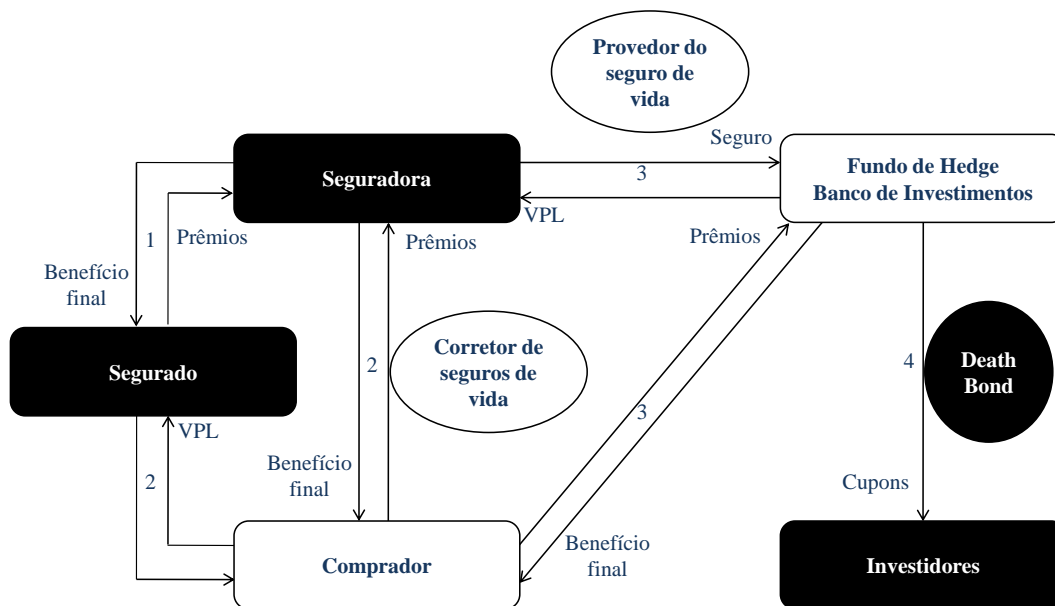 Provedor do
seguro de
vida
Seguro
Seguradora
3
Fundo de Hedge
Banco de Investimentos
VPL
1
Prêmios
Prêmios
Prêmios
Benefício
final
Segurado
2
Corretor de
seguros de
vida
4
Death
Bond
3
VPL
2
Benefício
final
Cupons
Comprador
Benefício
final
Investidores